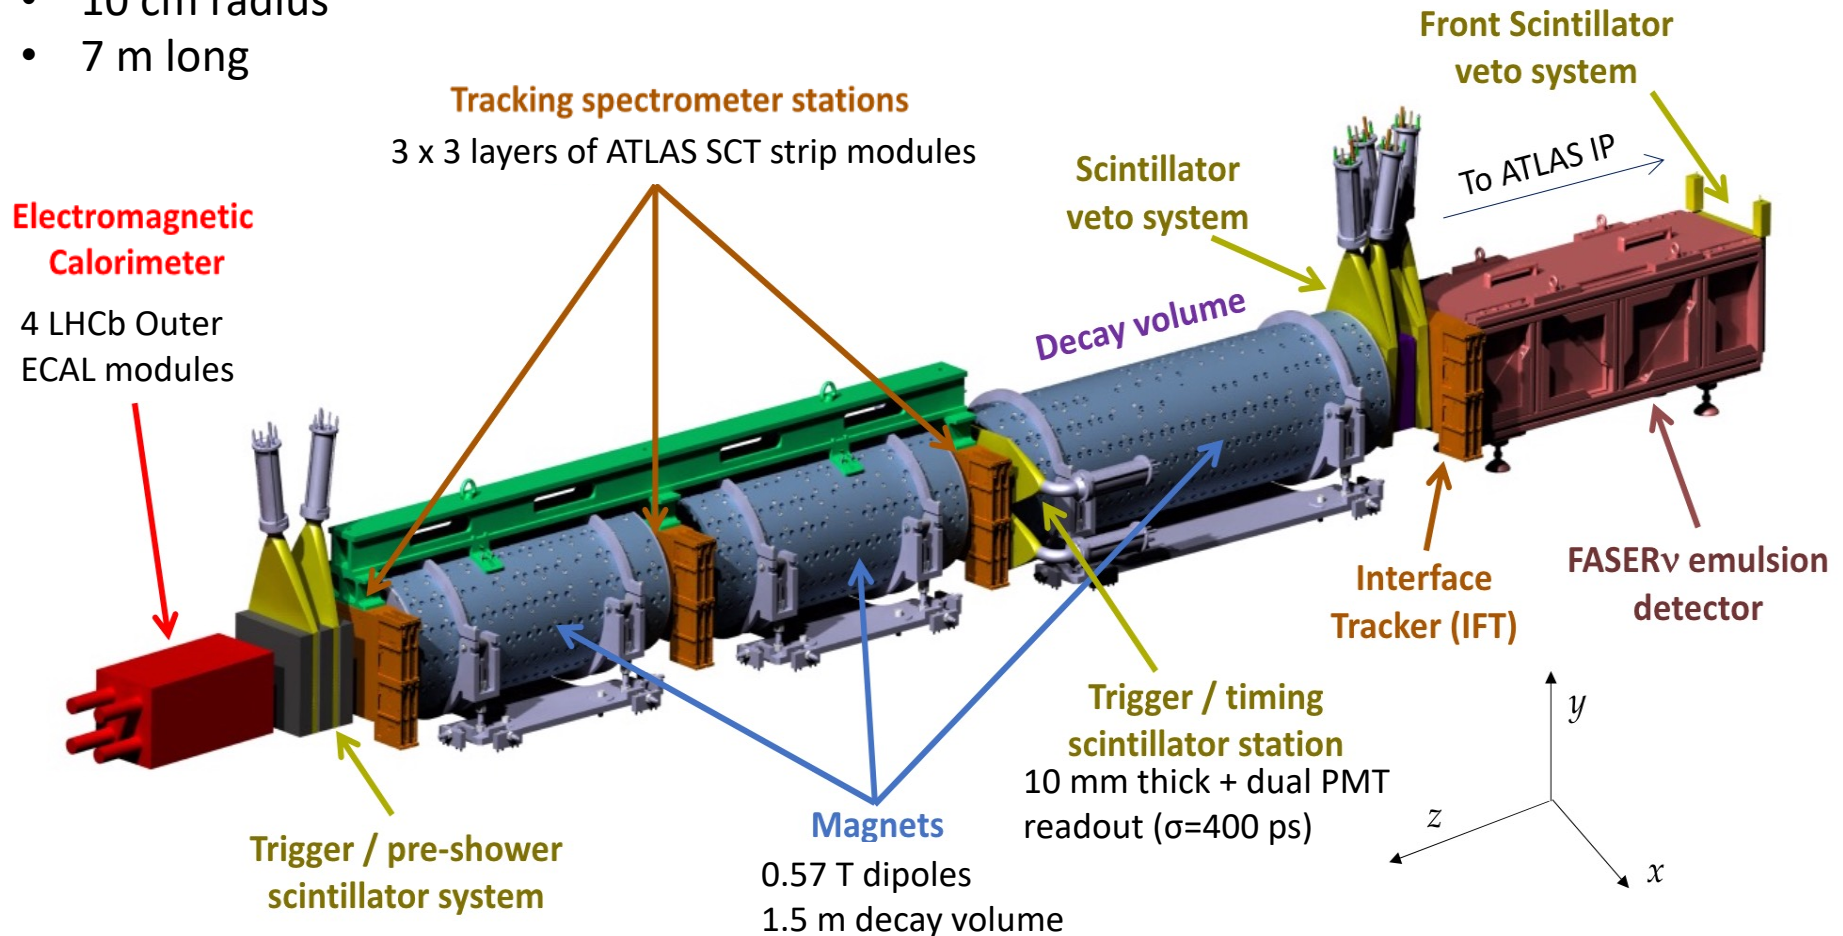 • 10 cm radius
• 7 m long
Front Scintillator
veto system
Tracking spectrometer stations
3 x 3 layers of ATLAS SCT strip modules
To ATLAS IP
Scintillator
veto system
Electromagnetic
Calorimeter
4 LHCb Outer
ECAL modules
Decay volume
Interface
Tracker (IFT)
FASERν emulsion
detector
Trigger / timing
scintillator station
10 mm thick + dual PMT
readout (σ=400 ps)
Magnets
0.57 T dipoles
1.5 m decay volume
Trigger / pre-shower
scintillator system
y
z
x